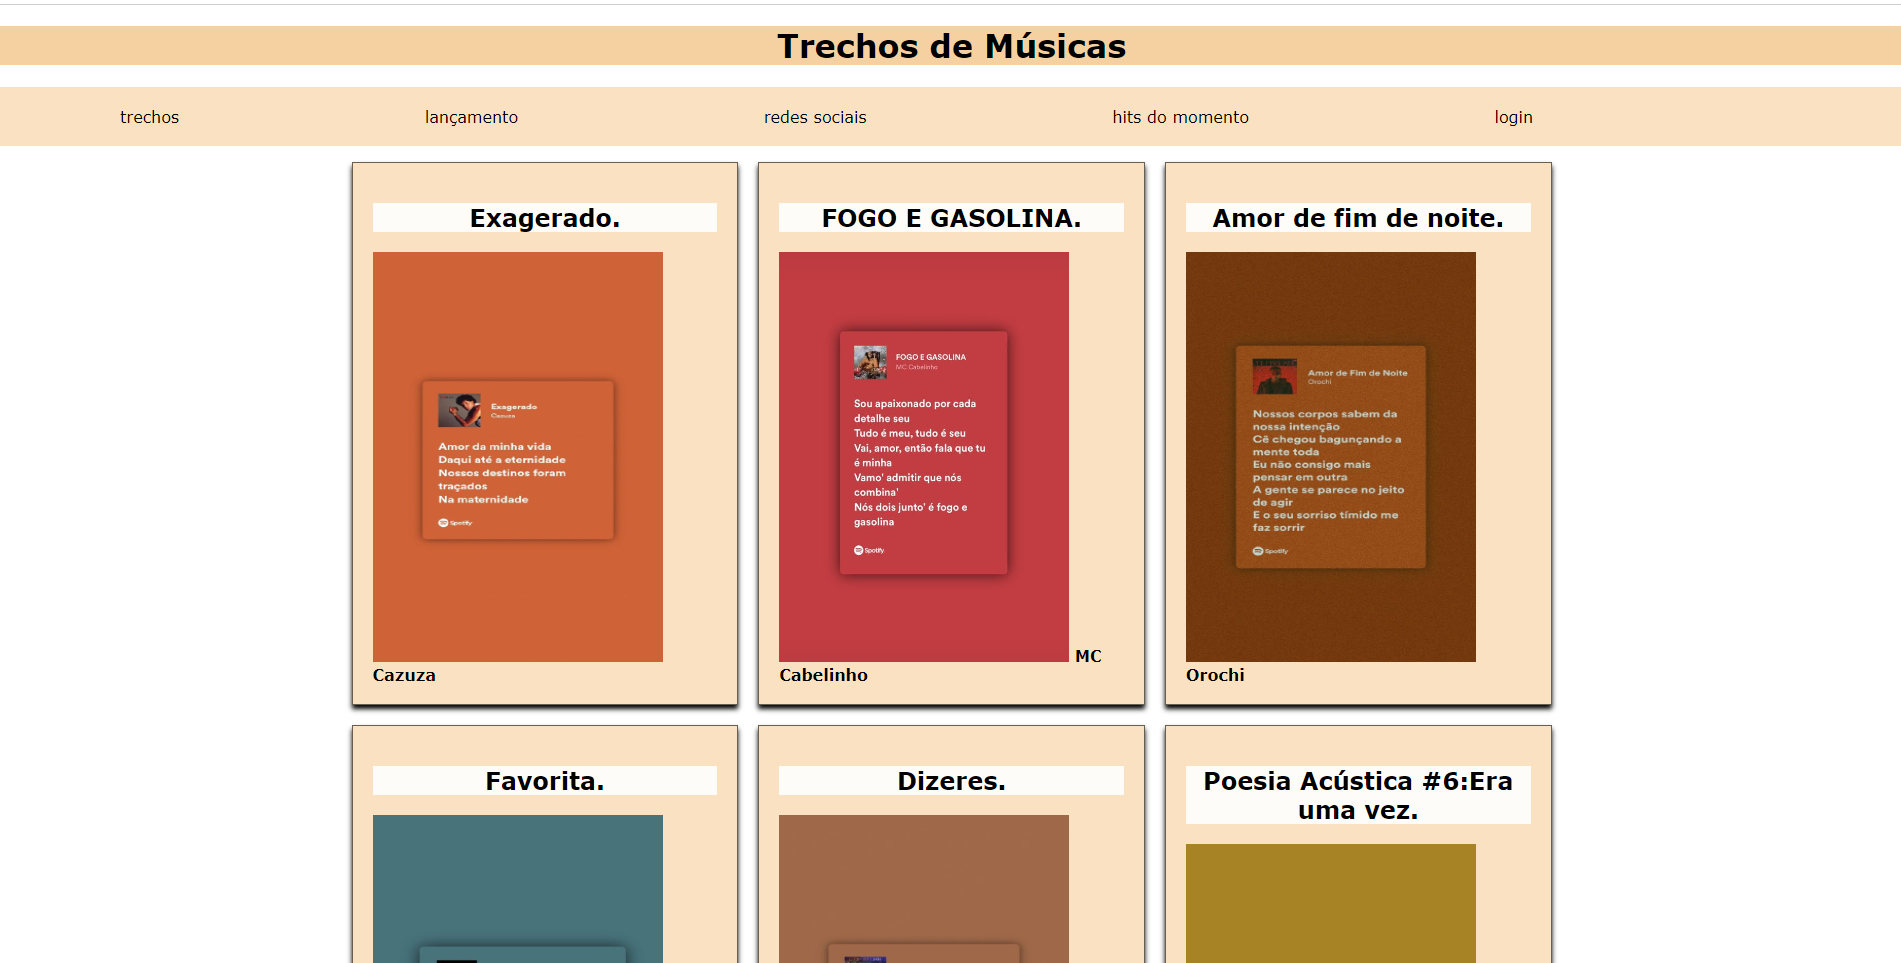 Trechos de Músicas
trechos
lançamento
redes sociais
hits do momento
login
Exagerado.
Exagerado
Cazuza
Amor da minha vida
Daqui até a eternidade
Nossos destinos foram
traçados
Na maternidade
Spotify
Cazuza
FOGO E GASOLINA.
FOGO E GASOLINA
MC Cabelinho
Sou apaixonado por cada
detalhe seu
Tudo é meu, tudo é seu
Vai, amor, então fala que tu
é minha
Vamo' admitir que nós
combina'
Nós dois junto' é fogo e
gasolina
Spotify
MC
Cabelinho
Amor de fim de noite.
Amor de Fim de Noite
Orochi
Nossos corpos sabem da
nossa intenção
Cê chegou bagunçando a
mente toda
Eu não consigo mais
pensar em outra
A gente se parece no jeito
de agir
E o seu sorriso tímido me
faz sorrir
Spotify
Orochi
Favorita.
Dizeres.
Poesia Acústica #6:Era
uma vez.